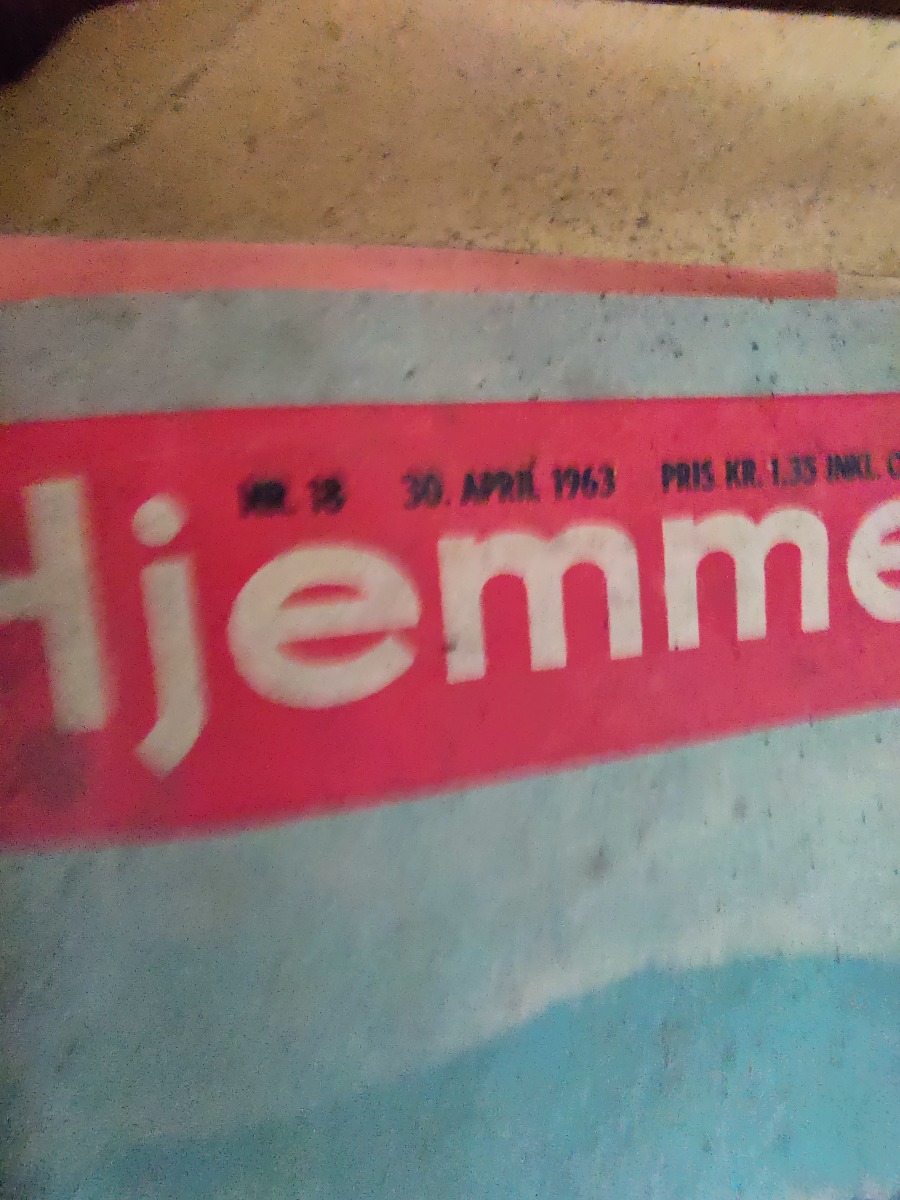 NR. 18 30. APRIL 1963 PRIS KR. 1.35 INKL.
Hjemme